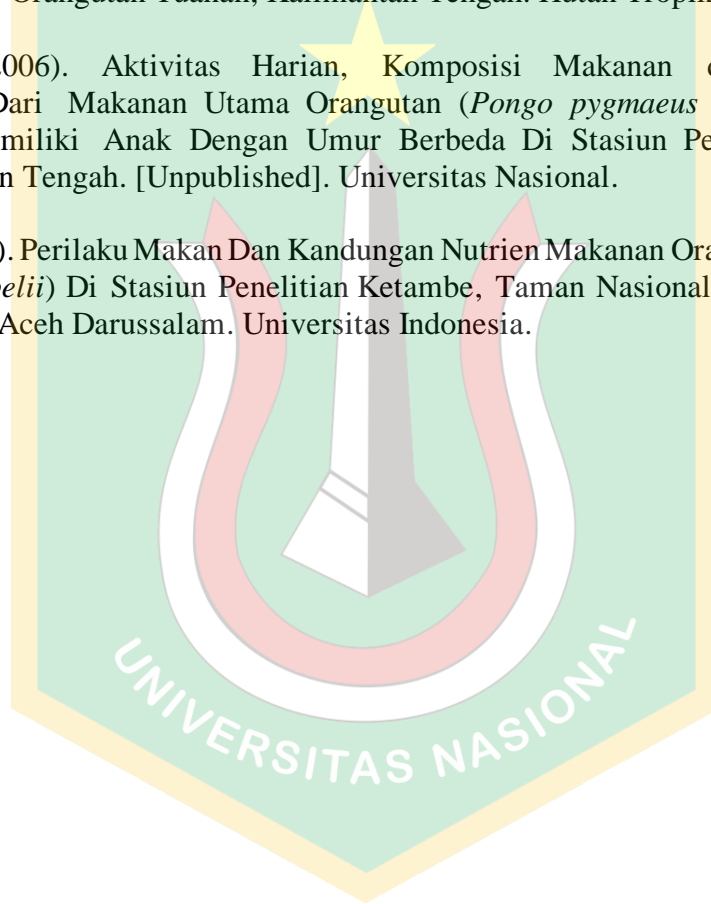 Orangutan Tuanan, Kalimantan Tengah. Hutan Tropi
006). Aktivitas Harian, Komposisi Makanan
Dari Makanan Utama Orangutan (Pongo pygmaeus
miliki Anak Dengan Umur Berbeda Di Stasiun Pe
n Tengah. [Unpublished]. Universitas Nasional.
). Perilaku Makan Dan Kandungan Nutrien Makanan Ora
belii) Di Stasiun Penelitian Ketambe, Taman Nasional
Aceh Darussalam. Universitas Indonesia.
UNIVERSITAS NASIONAL